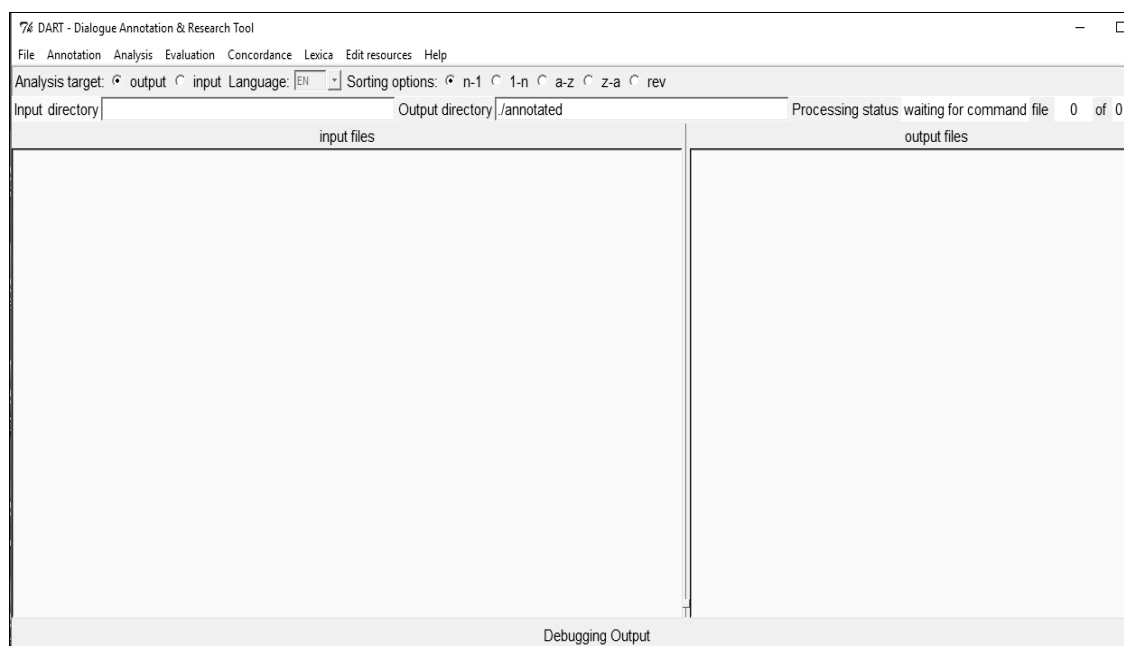 DART - Dialogue Annotation & Research Tool
File Annotation Analysis Evaluation Concordance Lexica Edit resources Help
Analysis target: output input Language: EN Sorting options: n-1 1-n a-z z-a rev
Input directory Output directory ./annotated Processing status waiting for command file 0 of 0
input files output files
Debugging Output